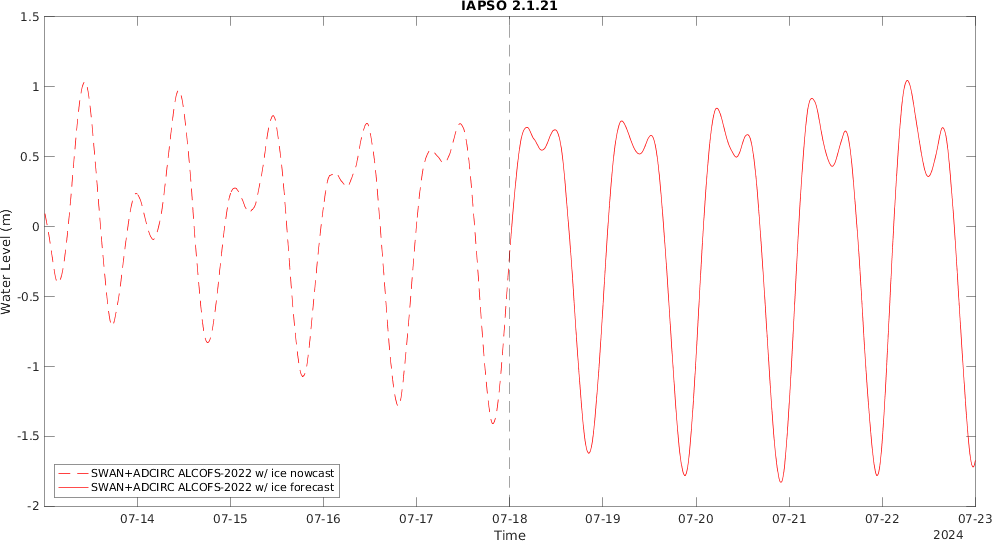 IAPSO 2.1.21
1.5
1
0.5
0
-0.5
-1
-1.5
-2
Water Level (m)
SWAN+ADCIRC ALCOFS-2022 w/ ice nowcast
SWAN+ADCIRC ALCOFS-2022 w/ ice forecast
07-14 07-15 07-16 07-17 07-18 07-19 07-20 07-21 07-22 07-23
Time
2024